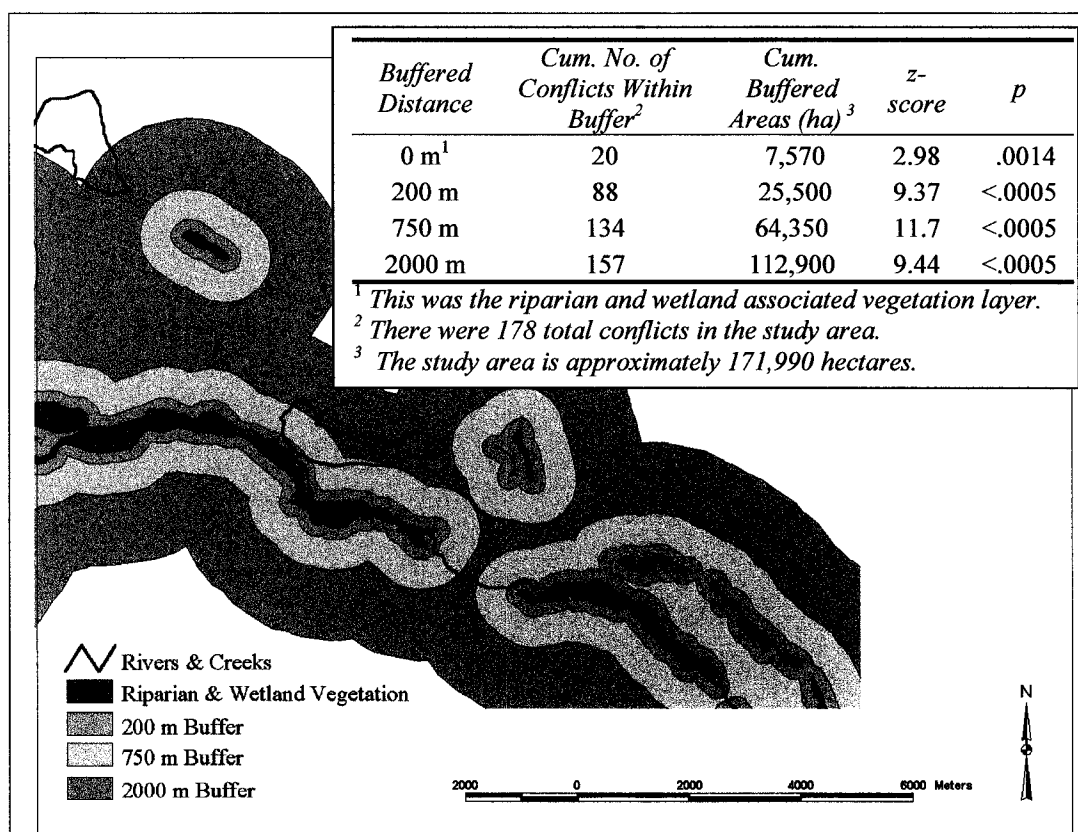 Buffered Distance Cum. No. of Conflicts Within Buffer2 Cum. Buffered Areas (ha) 3 z-score p
0 m1 20 7,570 2.98 .0014
200 m 88 25,500 9.37 <.0005
750 m 134 64,350 11.7 <.0005
2000 m 157 112,900 9.44 <.0005
1 This was the riparian and wetland associated vegetation layer.
2 There were 178 total conflicts in the study area.
3 The study area is approximately 171,990 hectares.
Rivers & Creeks
Riparian & Wetland Vegetation
200 m Buffer
750 m Buffer
2000 m Buffer
2000 0 2000 4000 6000 Meters
N